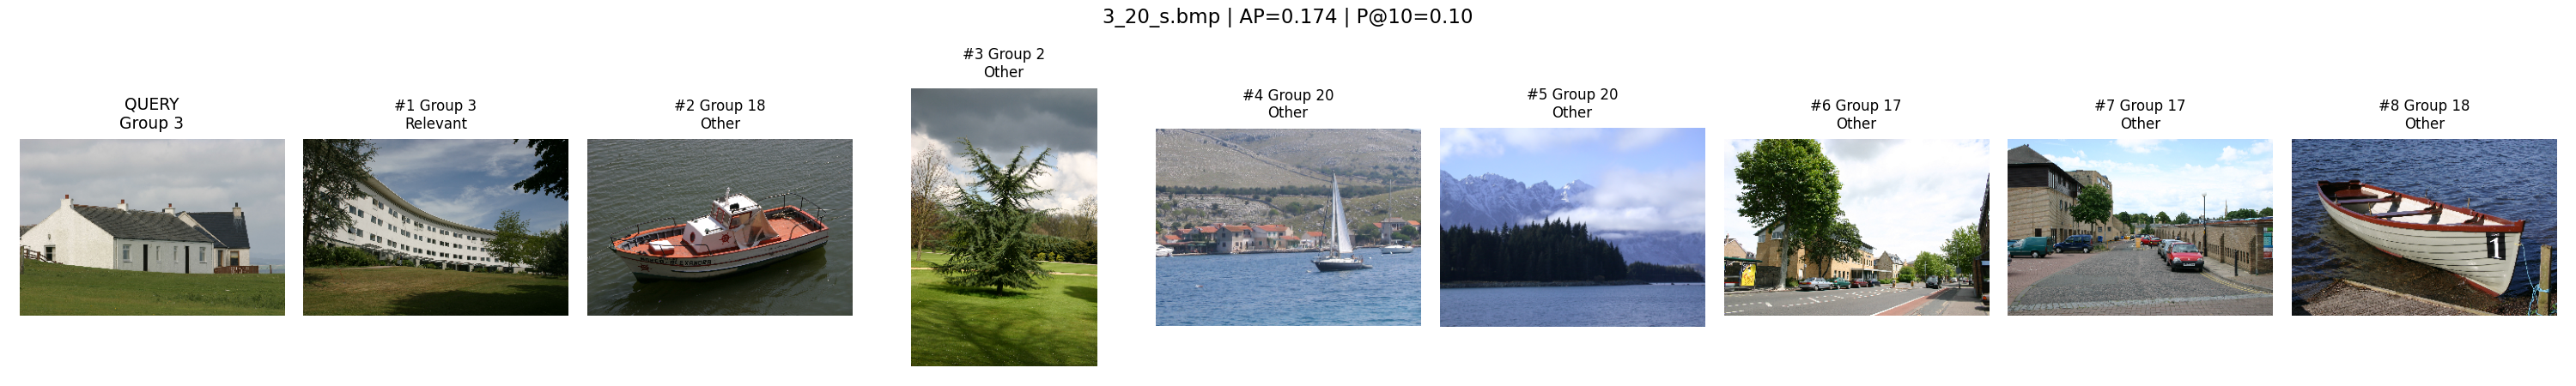 3_20_s.bmp | AP=0.174 | P@10=0.10
QUERY
Group 3
#1 Group 3
Relevant
#2 Group 18
Other
#3 Group 2
Other
#4 Group 20
Other
#5 Group 20
Other
#6 Group 17
Other
#7 Group 17
Other
#8 Group 18
Other
1